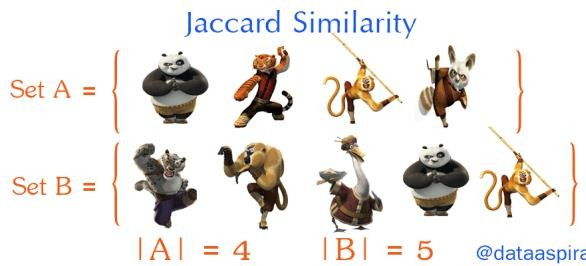 Jaccard Similarity
Set A = { }
Set B = { }
|A| = 4 |B| = 5
@dataaspira